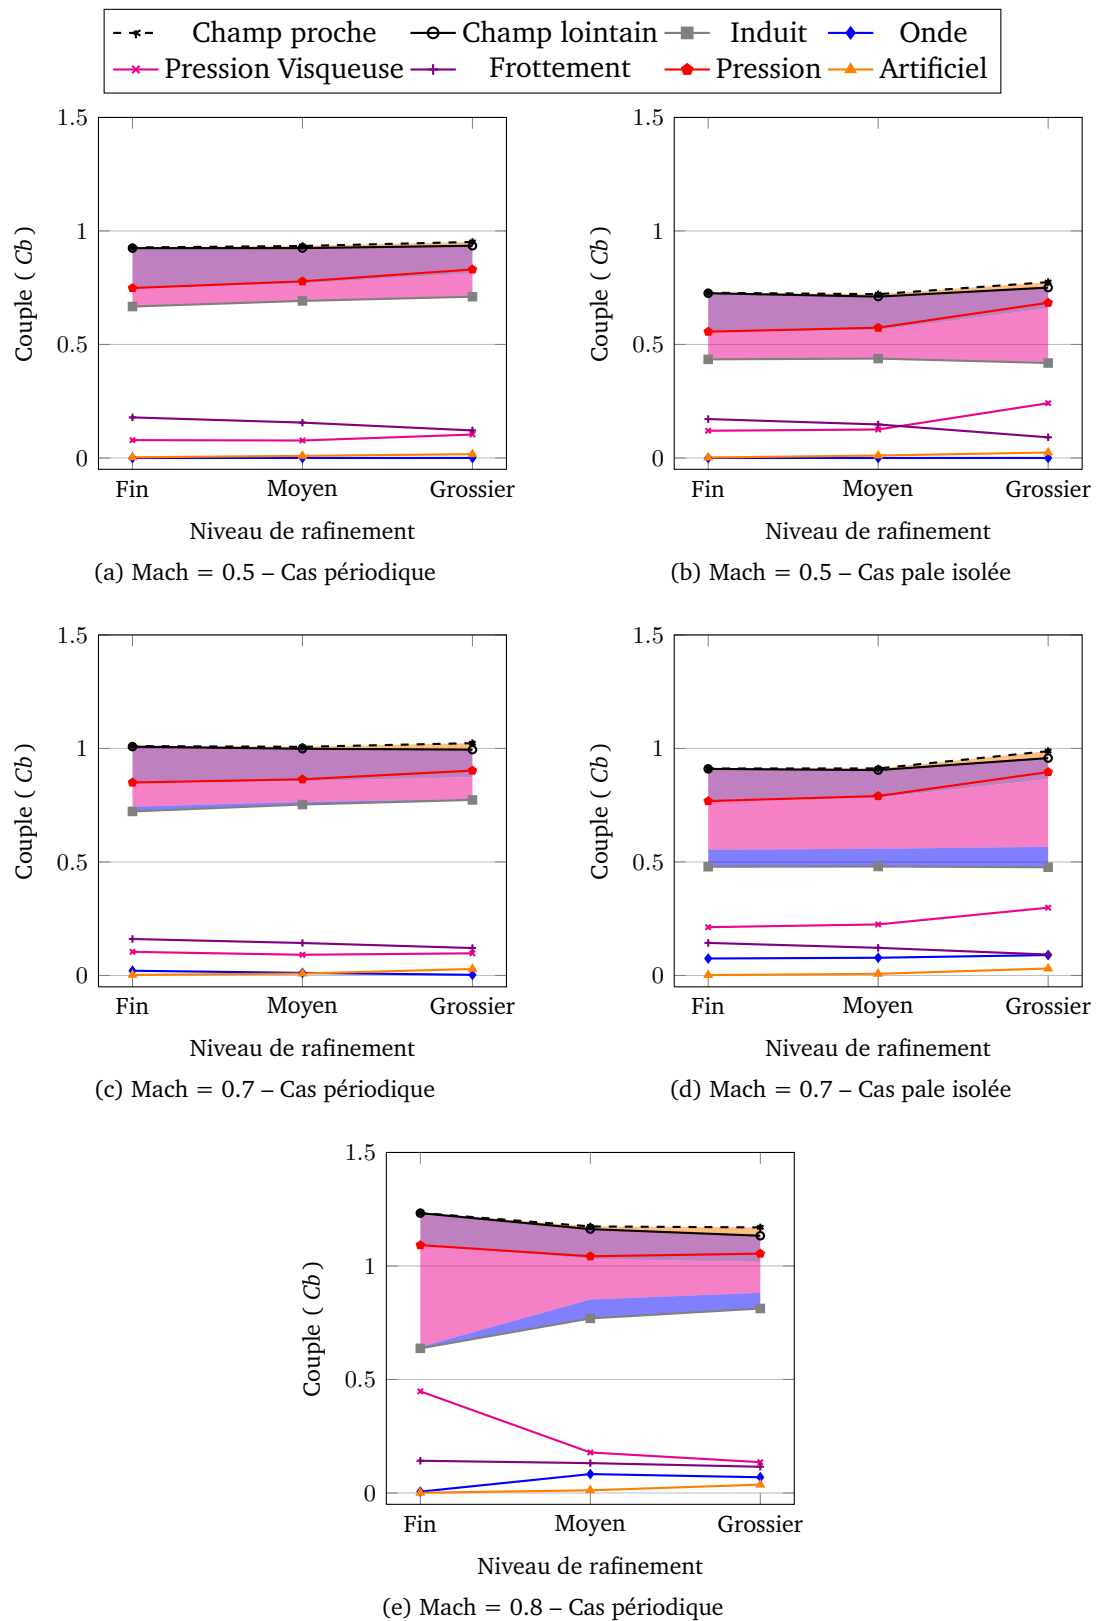 Champ proche Champ lointain Induit Onde
Pression Visqueuse Frottement Pression Artificiel
1.5
1
0.5
0
Couple ( Cb )
Fin Moyen Grossier
Niveau de rafinement
(a) Mach = 0.5 – Cas périodique
1.5
1
0.5
0
Couple ( Cb )
Fin Moyen Grossier
Niveau de rafinement
(b) Mach = 0.5 – Cas pale isolée
1.5
1
0.5
0
Couple ( Cb )
Fin Moyen Grossier
Niveau de rafinement
(c) Mach = 0.7 – Cas périodique
1.5
1
0.5
0
Couple ( Cb )
Fin Moyen Grossier
Niveau de rafinement
(d) Mach = 0.7 – Cas pale isolée
1.5
1
0.5
0
Couple ( Cb )
Fin Moyen Grossier
Niveau de rafinement
(e) Mach = 0.8 – Cas périodique